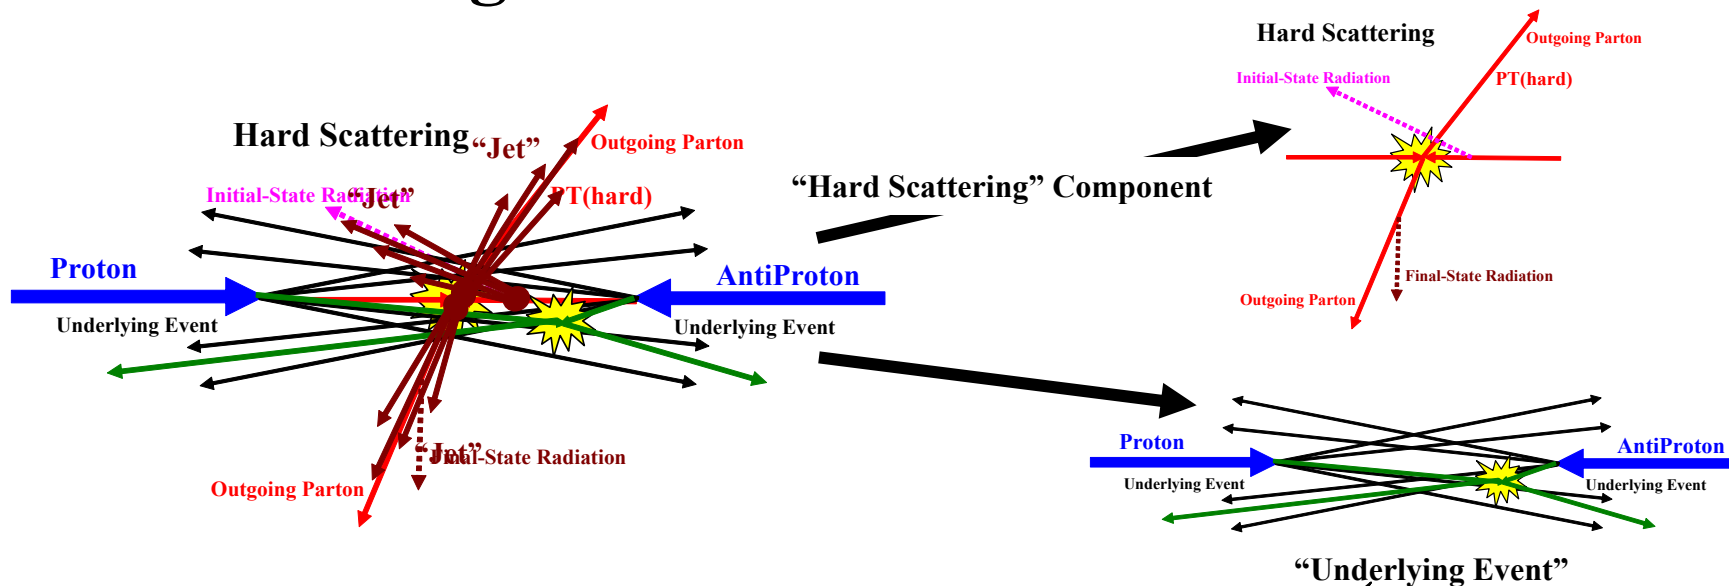 Hard Scattering
"Jet"
Outgoing Parton
Initial-State Radiation
"Jet"
PT(hard)
Proton
AntiProton
Underlying Event
Underlying Event
"Jet"
Final-State Radiation
Outgoing Parton
"Hard Scattering" Component
Hard Scattering
Outgoing Parton
Initial-State Radiation
PT(hard)
Final-State Radiation
Outgoing Parton
Proton
AntiProton
Underlying Event
Underlying Event
"Underlying Event"